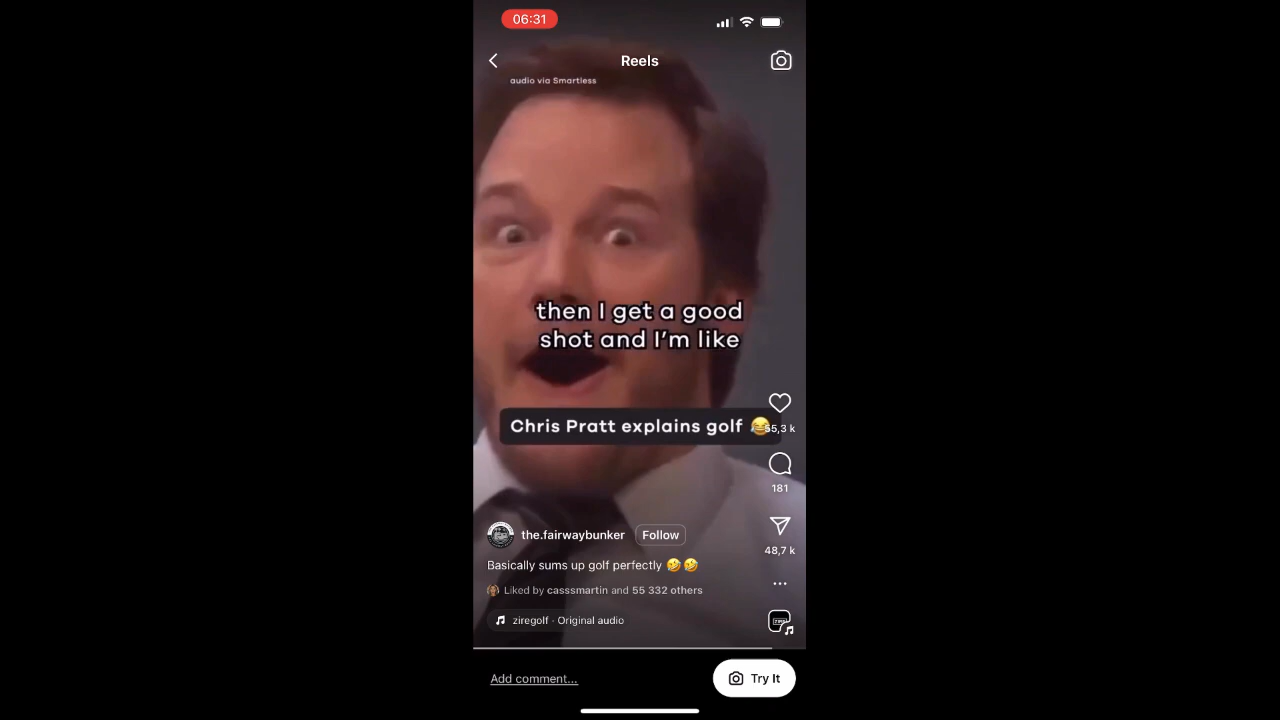 06:31
Reels
audio via Smartless
then I get a good
shot and I'm like
Chris Pratt explains golf 😂
55,3 k
181
48,7 k
the.fairwaybunker
Follow
Basically sums up golf perfectly 🤣🤣
Liked by casssmartin and 55 332 others
ziregolf · Original audio
Add comment...
Try It